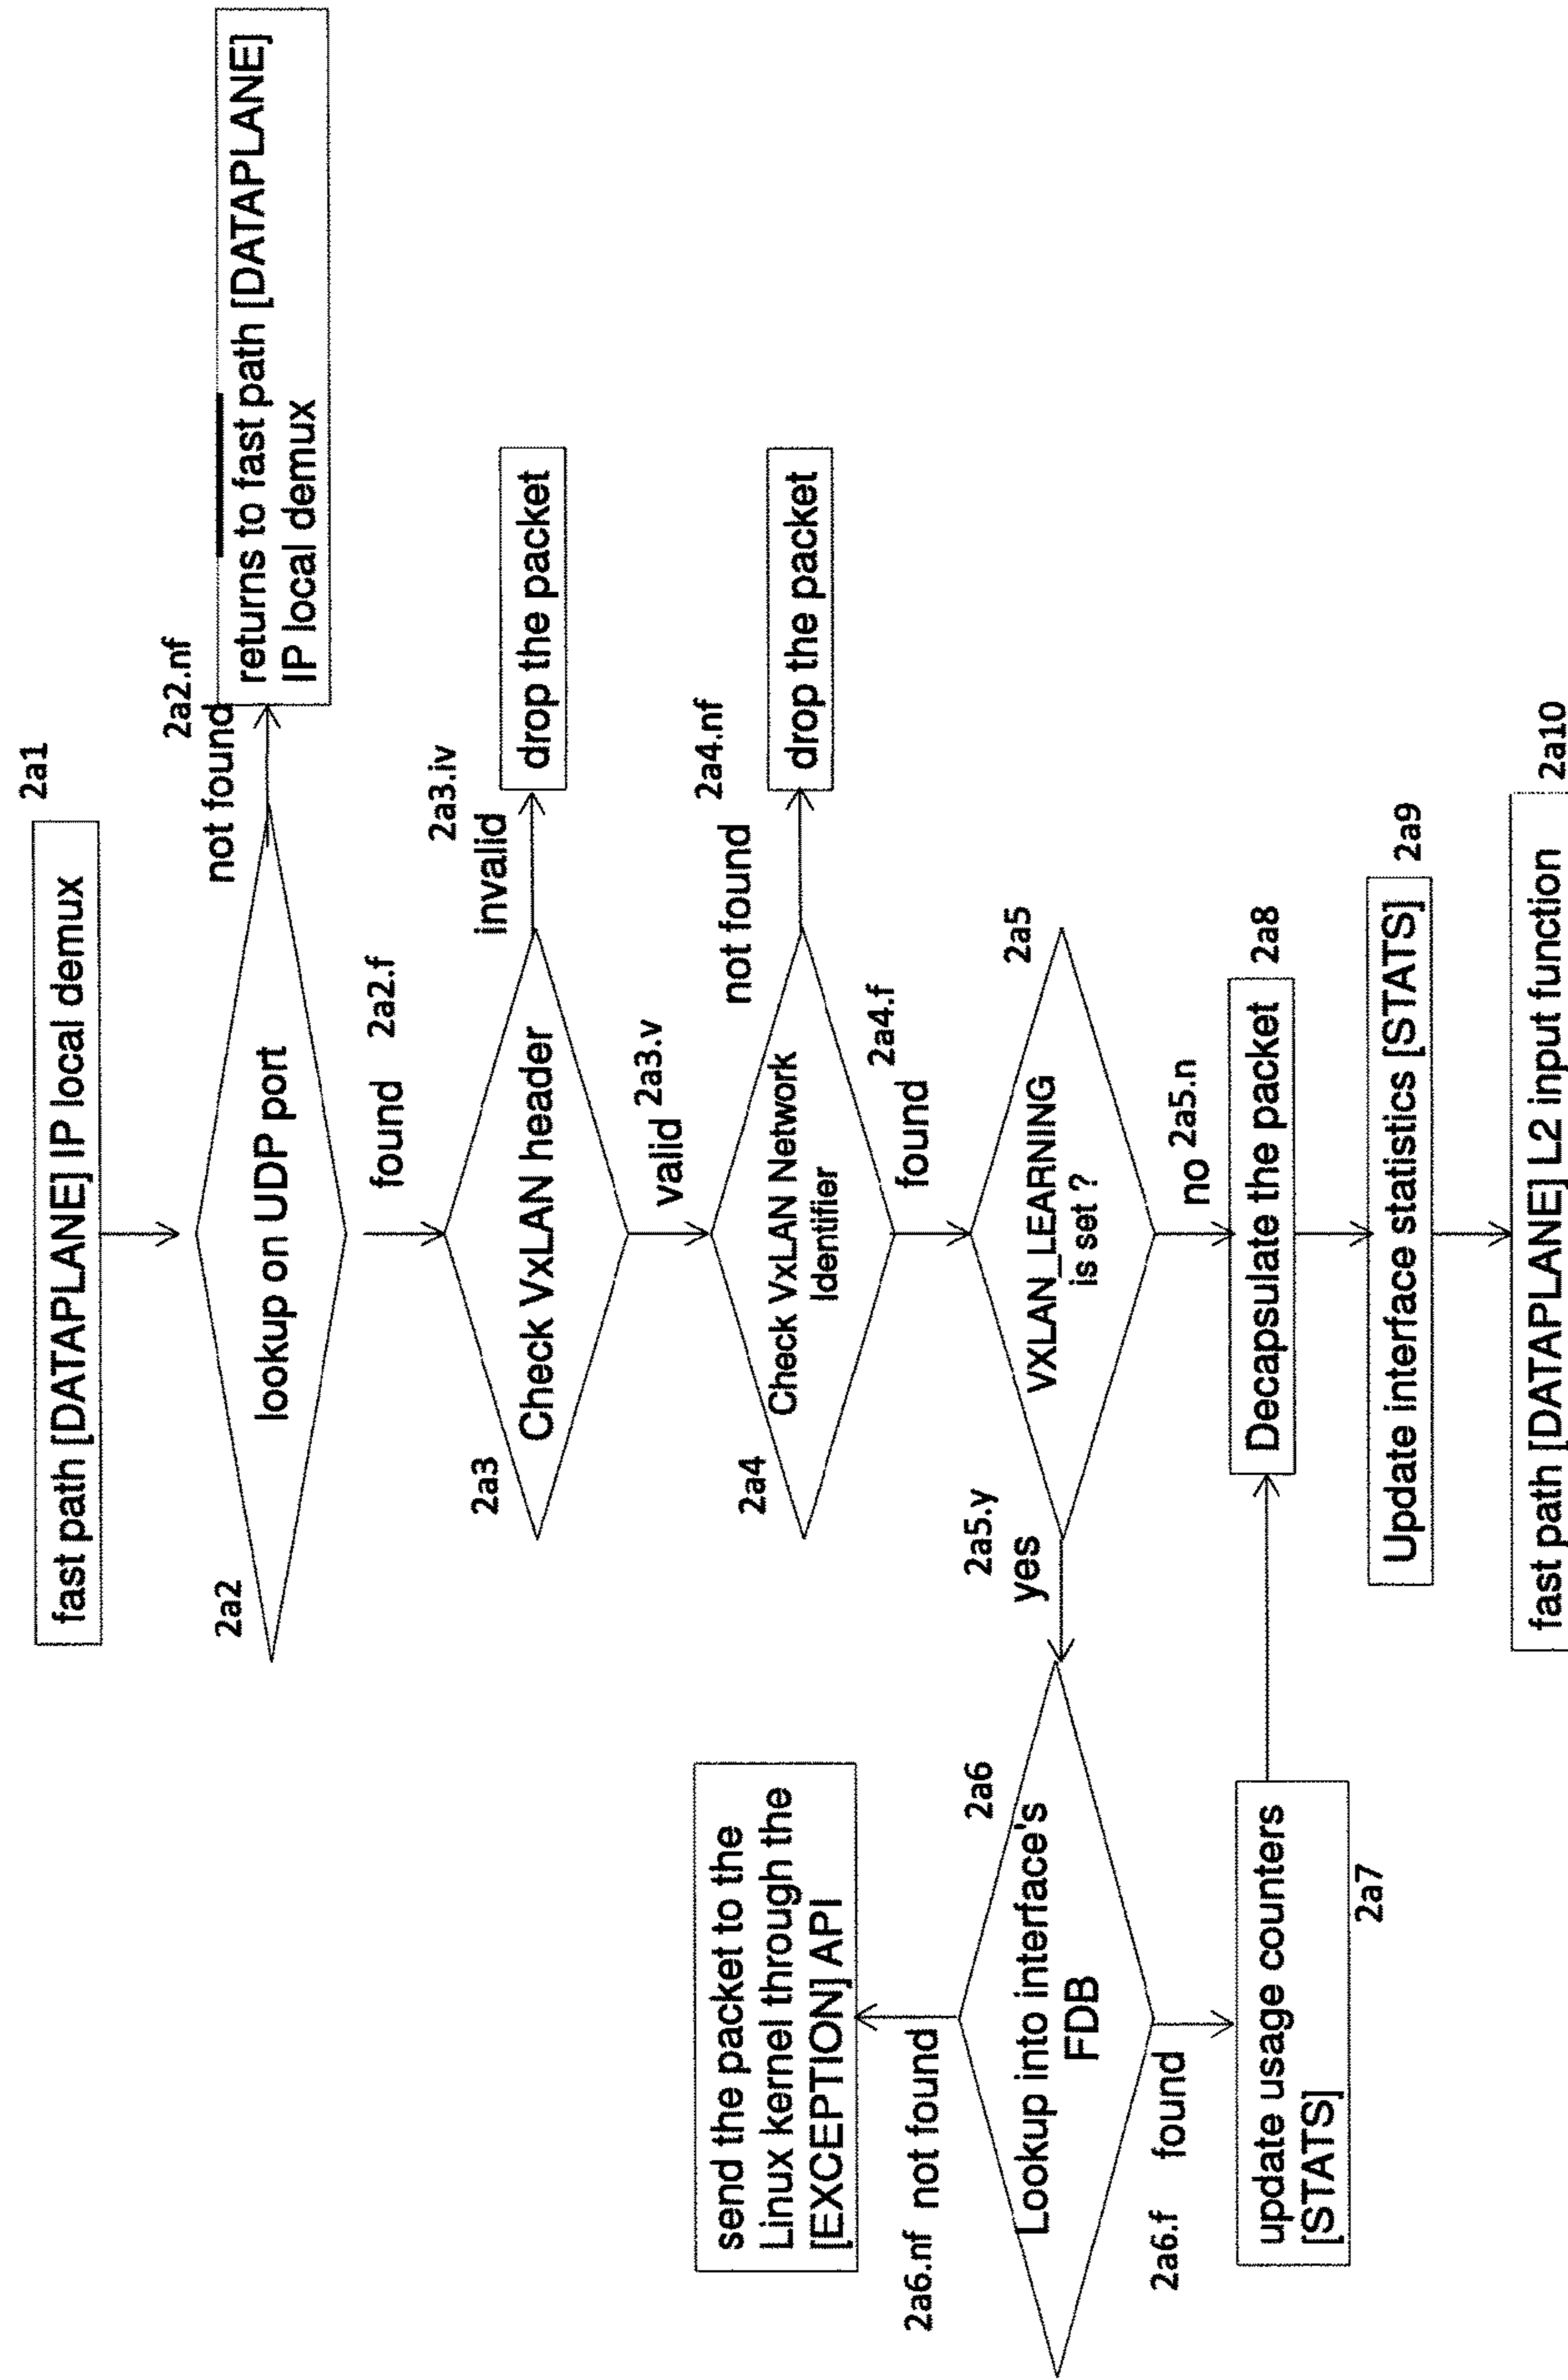 fast path [DATAPLANE] IP local demux
2a1
2a2
lookup on UDP port
not found
2a2.nf
returns to fast path [DATAPLANE]
IP local demux
found
2a2.f
2a3
Check VxLAN header
invalid
2a3.iv
drop the packet
valid
2a3.v
2a4
Check VxLAN Network
Identifier
not found
2a4.nf
drop the packet
found
2a4.f
VXLAN_LEARNING
is set ?
2a5
yes
2a5.y
no
2a5.n
send the packet to the
Linux kernel through the
[EXCEPTION] API
2a6.nf
not found
Lookup into interface's
FDB
2a6
2a6.f
found
update usage counters
[STATS]
2a7
Decapsulate the packet
2a8
Update interface statistics [STATS]
2a9
fast path [DATAPLANE] L2 input function
2a10